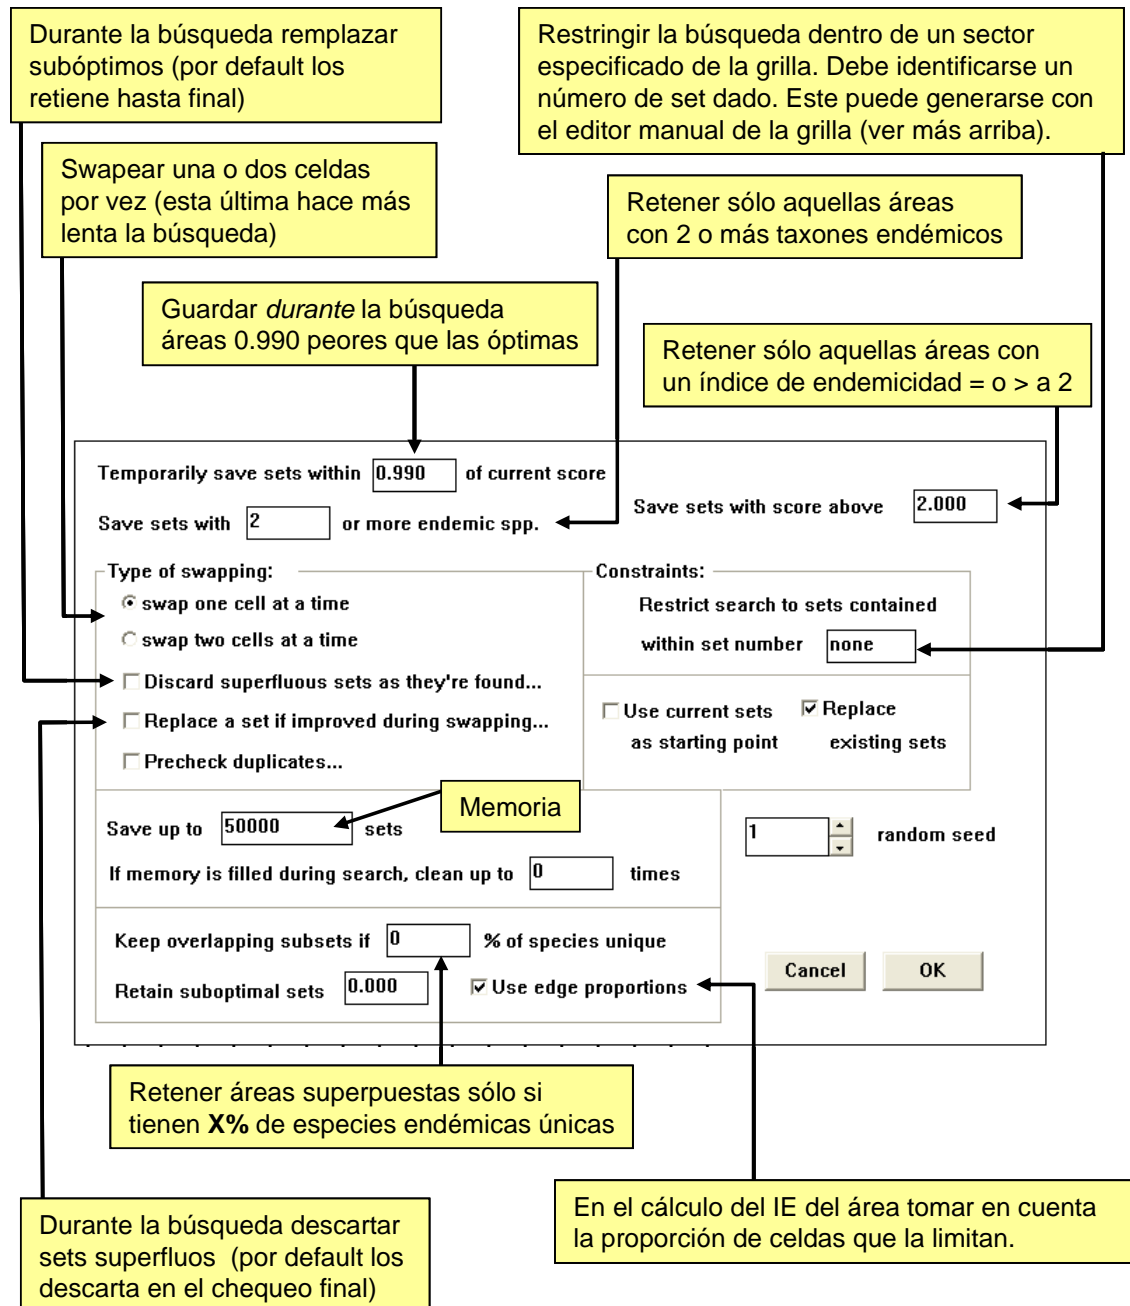 Durante la búsqueda remplazar
subóptimos (por default los
retiene hasta final)
Restringir la búsqueda dentro de un sector
especificado de la grilla. Debe identificarse un
número de set dado. Este puede generarse con
el editor manual de la grilla (ver más arriba).
Swapear una o dos celdas
por vez (esta última hace más
lenta la búsqueda)
Retener sólo aquellas áreas
con 2 o más taxones endémicos
Guardar durante la búsqueda
áreas 0.990 peores que las óptimas
Retener sólo aquellas áreas con
un índice de endemicidad = o > a 2
Temporarily save sets within 0.990 of current score
Save sets with 2 or more endemic spp.
Save sets with score above 2.000
Type of swapping:
swap one cell at a time
swap two cells at a time
Discard superfluous sets as they're found...
Replace a set if improved during swapping...
Precheck duplicates...
Constraints:
Restrict search to sets contained
within set number none
Use current sets
as starting point
Replace
existing sets
Memoria
Save up to 50000 sets
If memory is filled during search, clean up to 0 times
1 random seed
Keep overlapping subsets if 0 % of species unique
Retain suboptimal sets 0.000 Use edge proportions
Cancel OK
Retener áreas superpuestas sólo si
tienen X% de especies endémicas únicas
En el cálculo del IE del área tomar en cuenta
la proporción de celdas que la limitan.
Durante la búsqueda descartar
sets superfluos (por default los
descarta en el chequeo final)